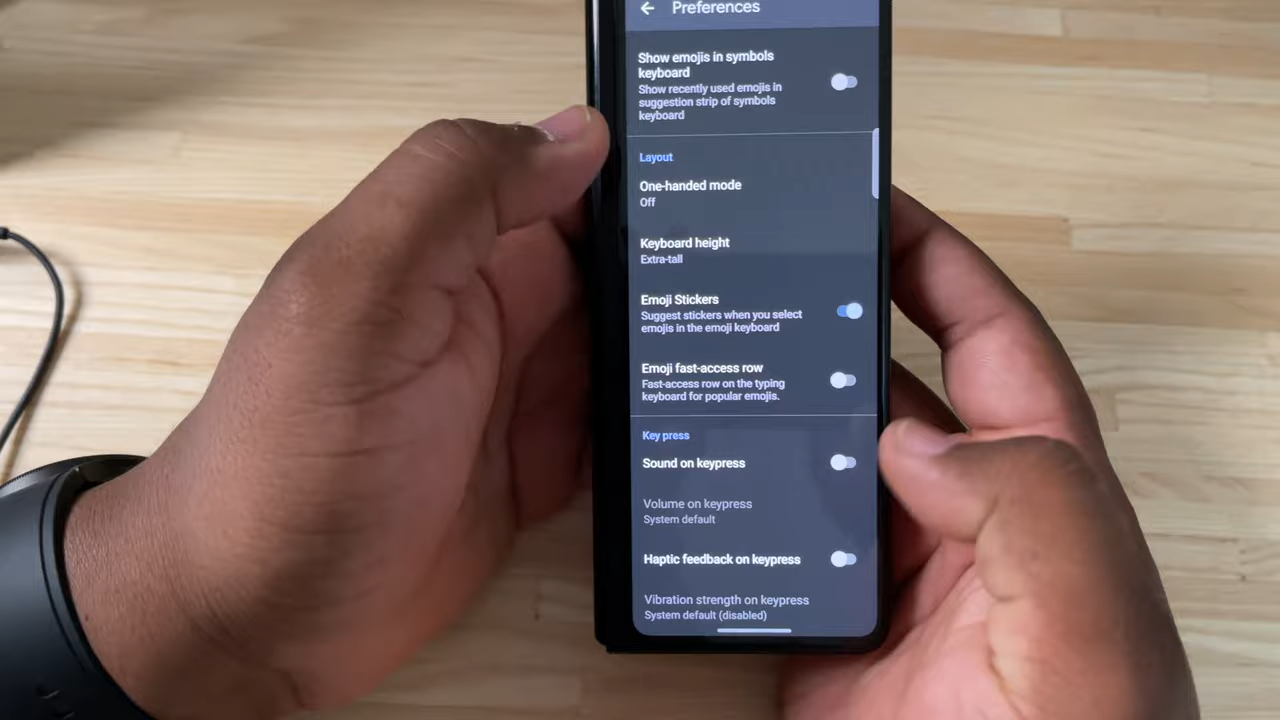 Preferences
Show emojis in symbols
keyboard
Show recently used emojis in
suggestion strip of symbols
keyboard
Layout
One-handed mode
Off
Keyboard height
Extra-tall
Emoji Stickers
Suggest stickers when you select
emojis in the emoji keyboard
Emoji fast-access row
Fast-access row on the typing
keyboard for popular emojis.
Key press
Sound on keypress
Volume on keypress
System default
Haptic feedback on keypress
Vibration strength on keypress
System default (disabled)